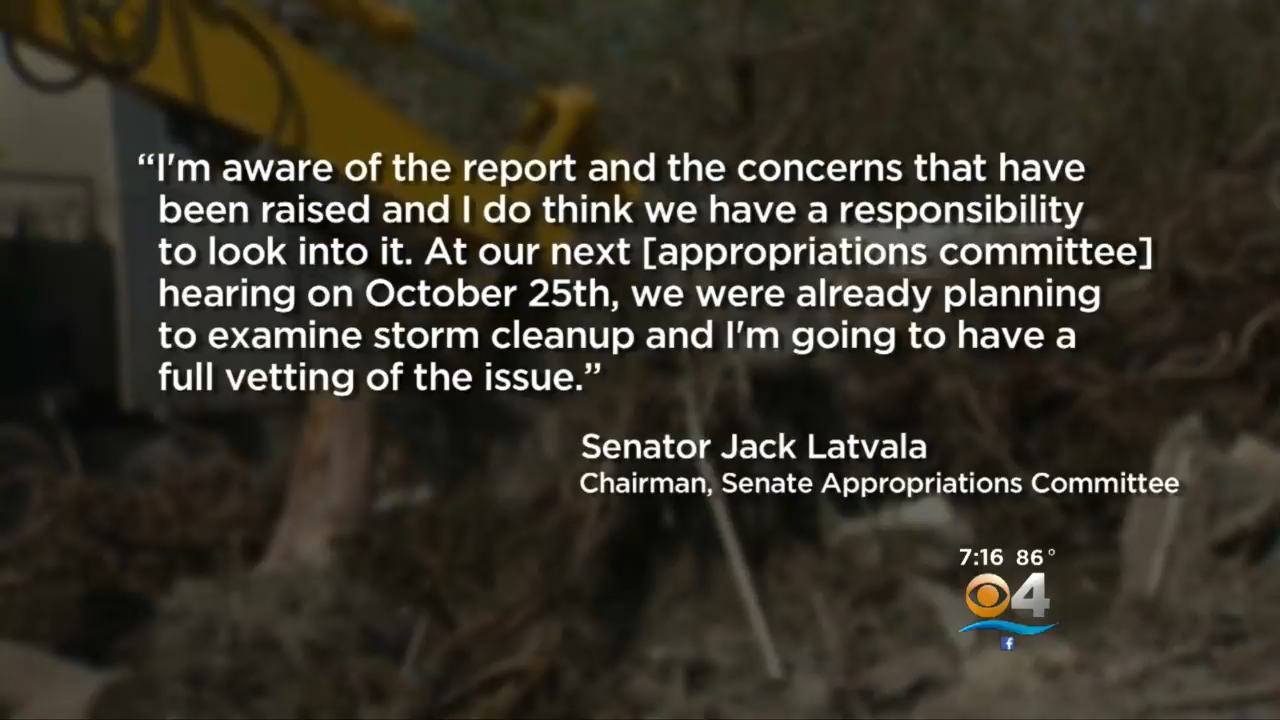 “I'm aware of the report and the concerns that have
been raised and I do think we have a responsibility
to look into it. At our next [appropriations committee]
hearing on October 25th, we were already planning
to examine storm cleanup and I'm going to have a
full vetting of the issue.”
Senator Jack Latvala
Chairman, Senate Appropriations Committee
7:16 86°
4
f